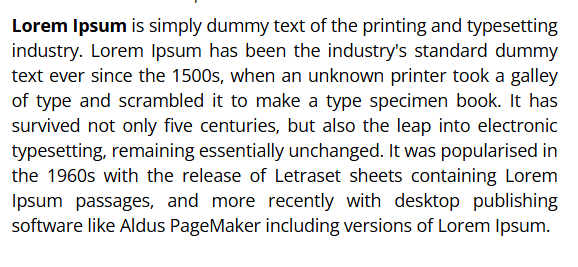 Lorem Ipsum is simply dummy text of the printing and typesetting
industry. Lorem Ipsum has been the industry's standard dummy
text ever since the 1500s, when an unknown printer took a galley
of type and scrambled it to make a type specimen book. It has
survived not only five centuries, but also the leap into electronic
typesetting, remaining essentially unchanged. It was popularised in
the 1960s with the release of Letraset sheets containing Lorem
Ipsum passages, and more recently with desktop publishing
software like Aldus PageMaker including versions of Lorem Ipsum.